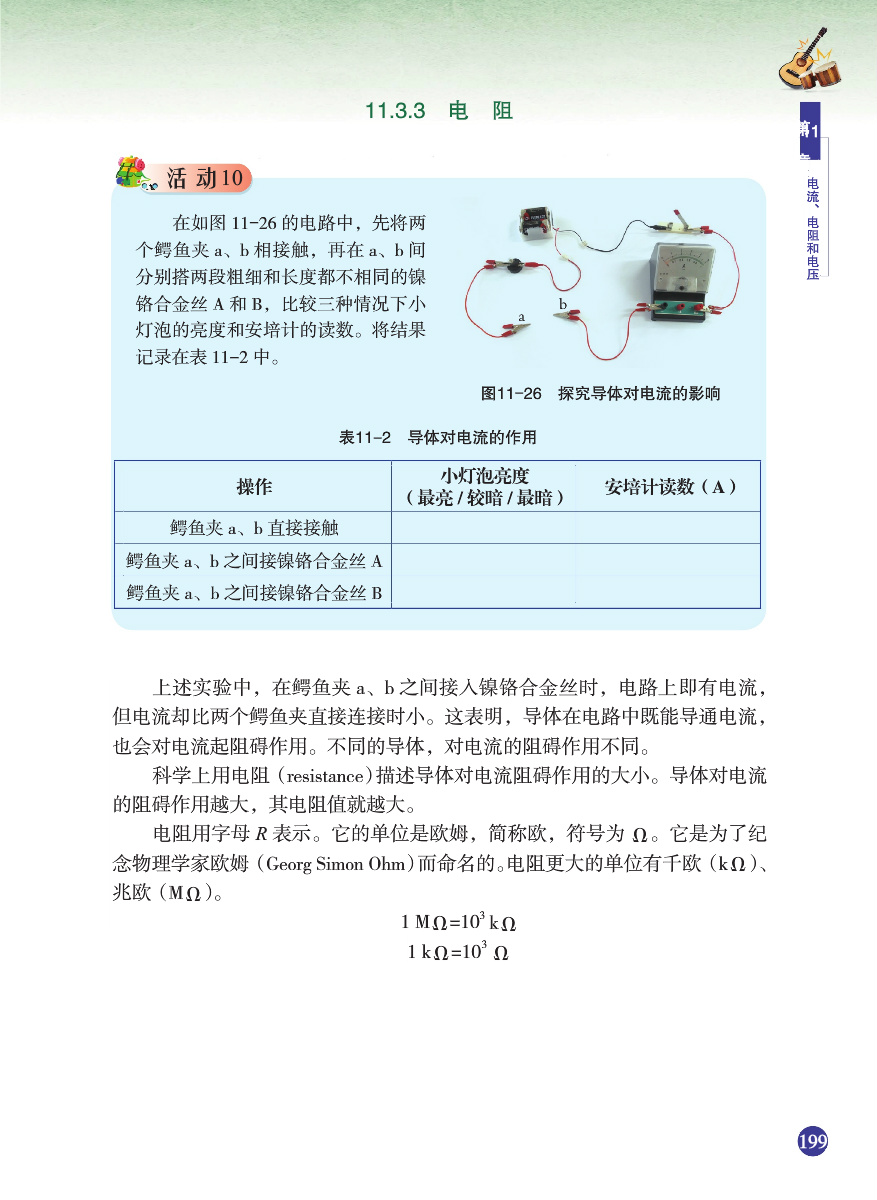 11.3.3 电 阻
第1
电流、电阻和电压
活动10
在如图 11-26 的电路中，先将两
个鳄鱼夹 a、b 相接触，再在 a、b 间
分别搭两段粗细和长度都不相同的镍
铬合金丝 A 和 B，比较三种情况下小
灯泡的亮度和安培计的读数。将结果
记录在表 11-2 中。
a
b
图11-26 探究导体对电流的影响
表11-2 导体对电流的作用
操作
小灯泡亮度
（最亮 / 较暗 / 最暗）
安培计读数（A）
鳄鱼夹 a、b 直接接触
鳄鱼夹 a、b 之间接镍铬合金丝 A
鳄鱼夹 a、b 之间接镍铬合金丝 B
上述实验中，在鳄鱼夹 a、b 之间接入镍铬合金丝时，电路上即有电流，
但电流却比两个鳄鱼夹直接连接时小。这表明，导体在电路中既能导通电流，
也会对电流起阻碍作用。不同的导体，对电流的阻碍作用不同。
科学上用电阻（resistance）描述导体对电流阻碍作用的大小。导体对电流
的阻碍作用越大，其电阻值就越大。
电阻用字母 R 表示。它的单位是欧姆，简称欧，符号为 Ω。它是为了纪
念物理学家欧姆（Georg Simon Ohm）而命名的。电阻更大的单位有千欧（kΩ）、
兆欧（MΩ）。
1 MΩ=10³ kΩ
1 kΩ=10³ Ω
199